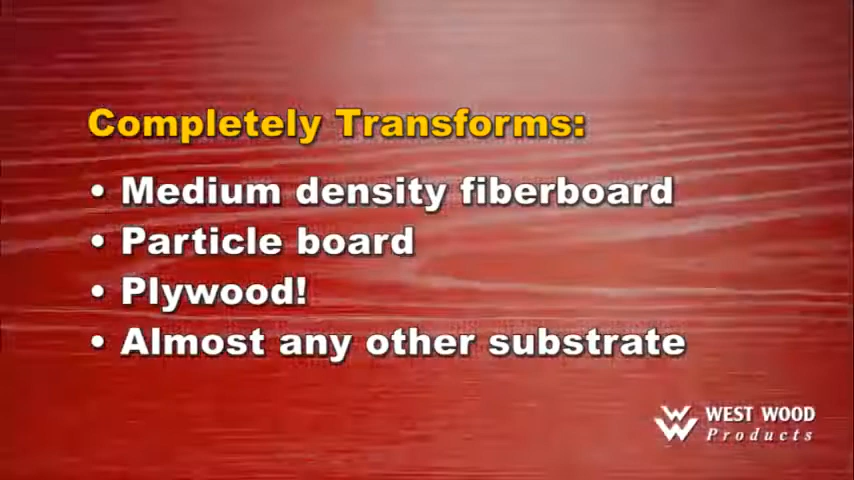 Completely Transforms:
• Medium density fiberboard
• Particle board
• Plywood!
• Almost any other substrate
WEST WOOD
Products